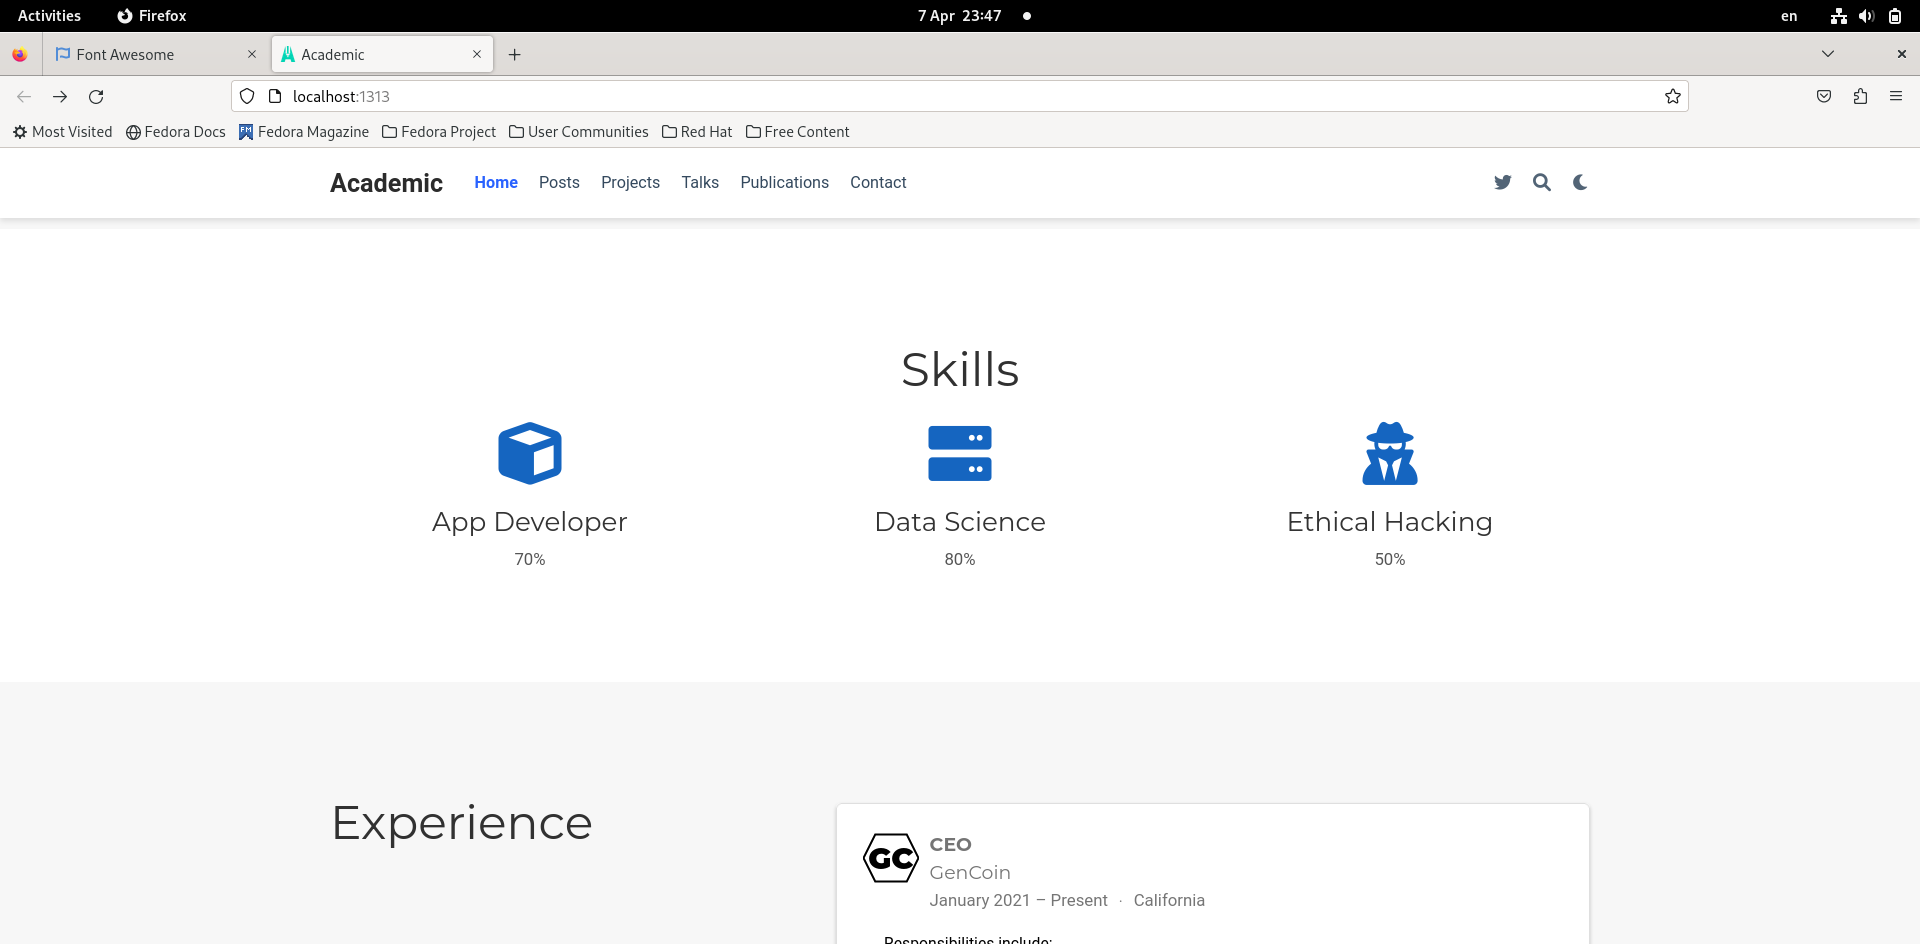 Activities Firefox 7 Apr 23:47 en
Font Awesome Academic
localhost:1313
Most Visited Fedora Docs Fedora Magazine Fedora Project User Communities Red Hat Free Content
Academic Home Posts Projects Talks Publications Contact
Skills
App Developer Data Science Ethical Hacking
70% 80% 50%
Experience
GC
CEO
GenCoin
January 2021 – Present · California
Responsibilities include: